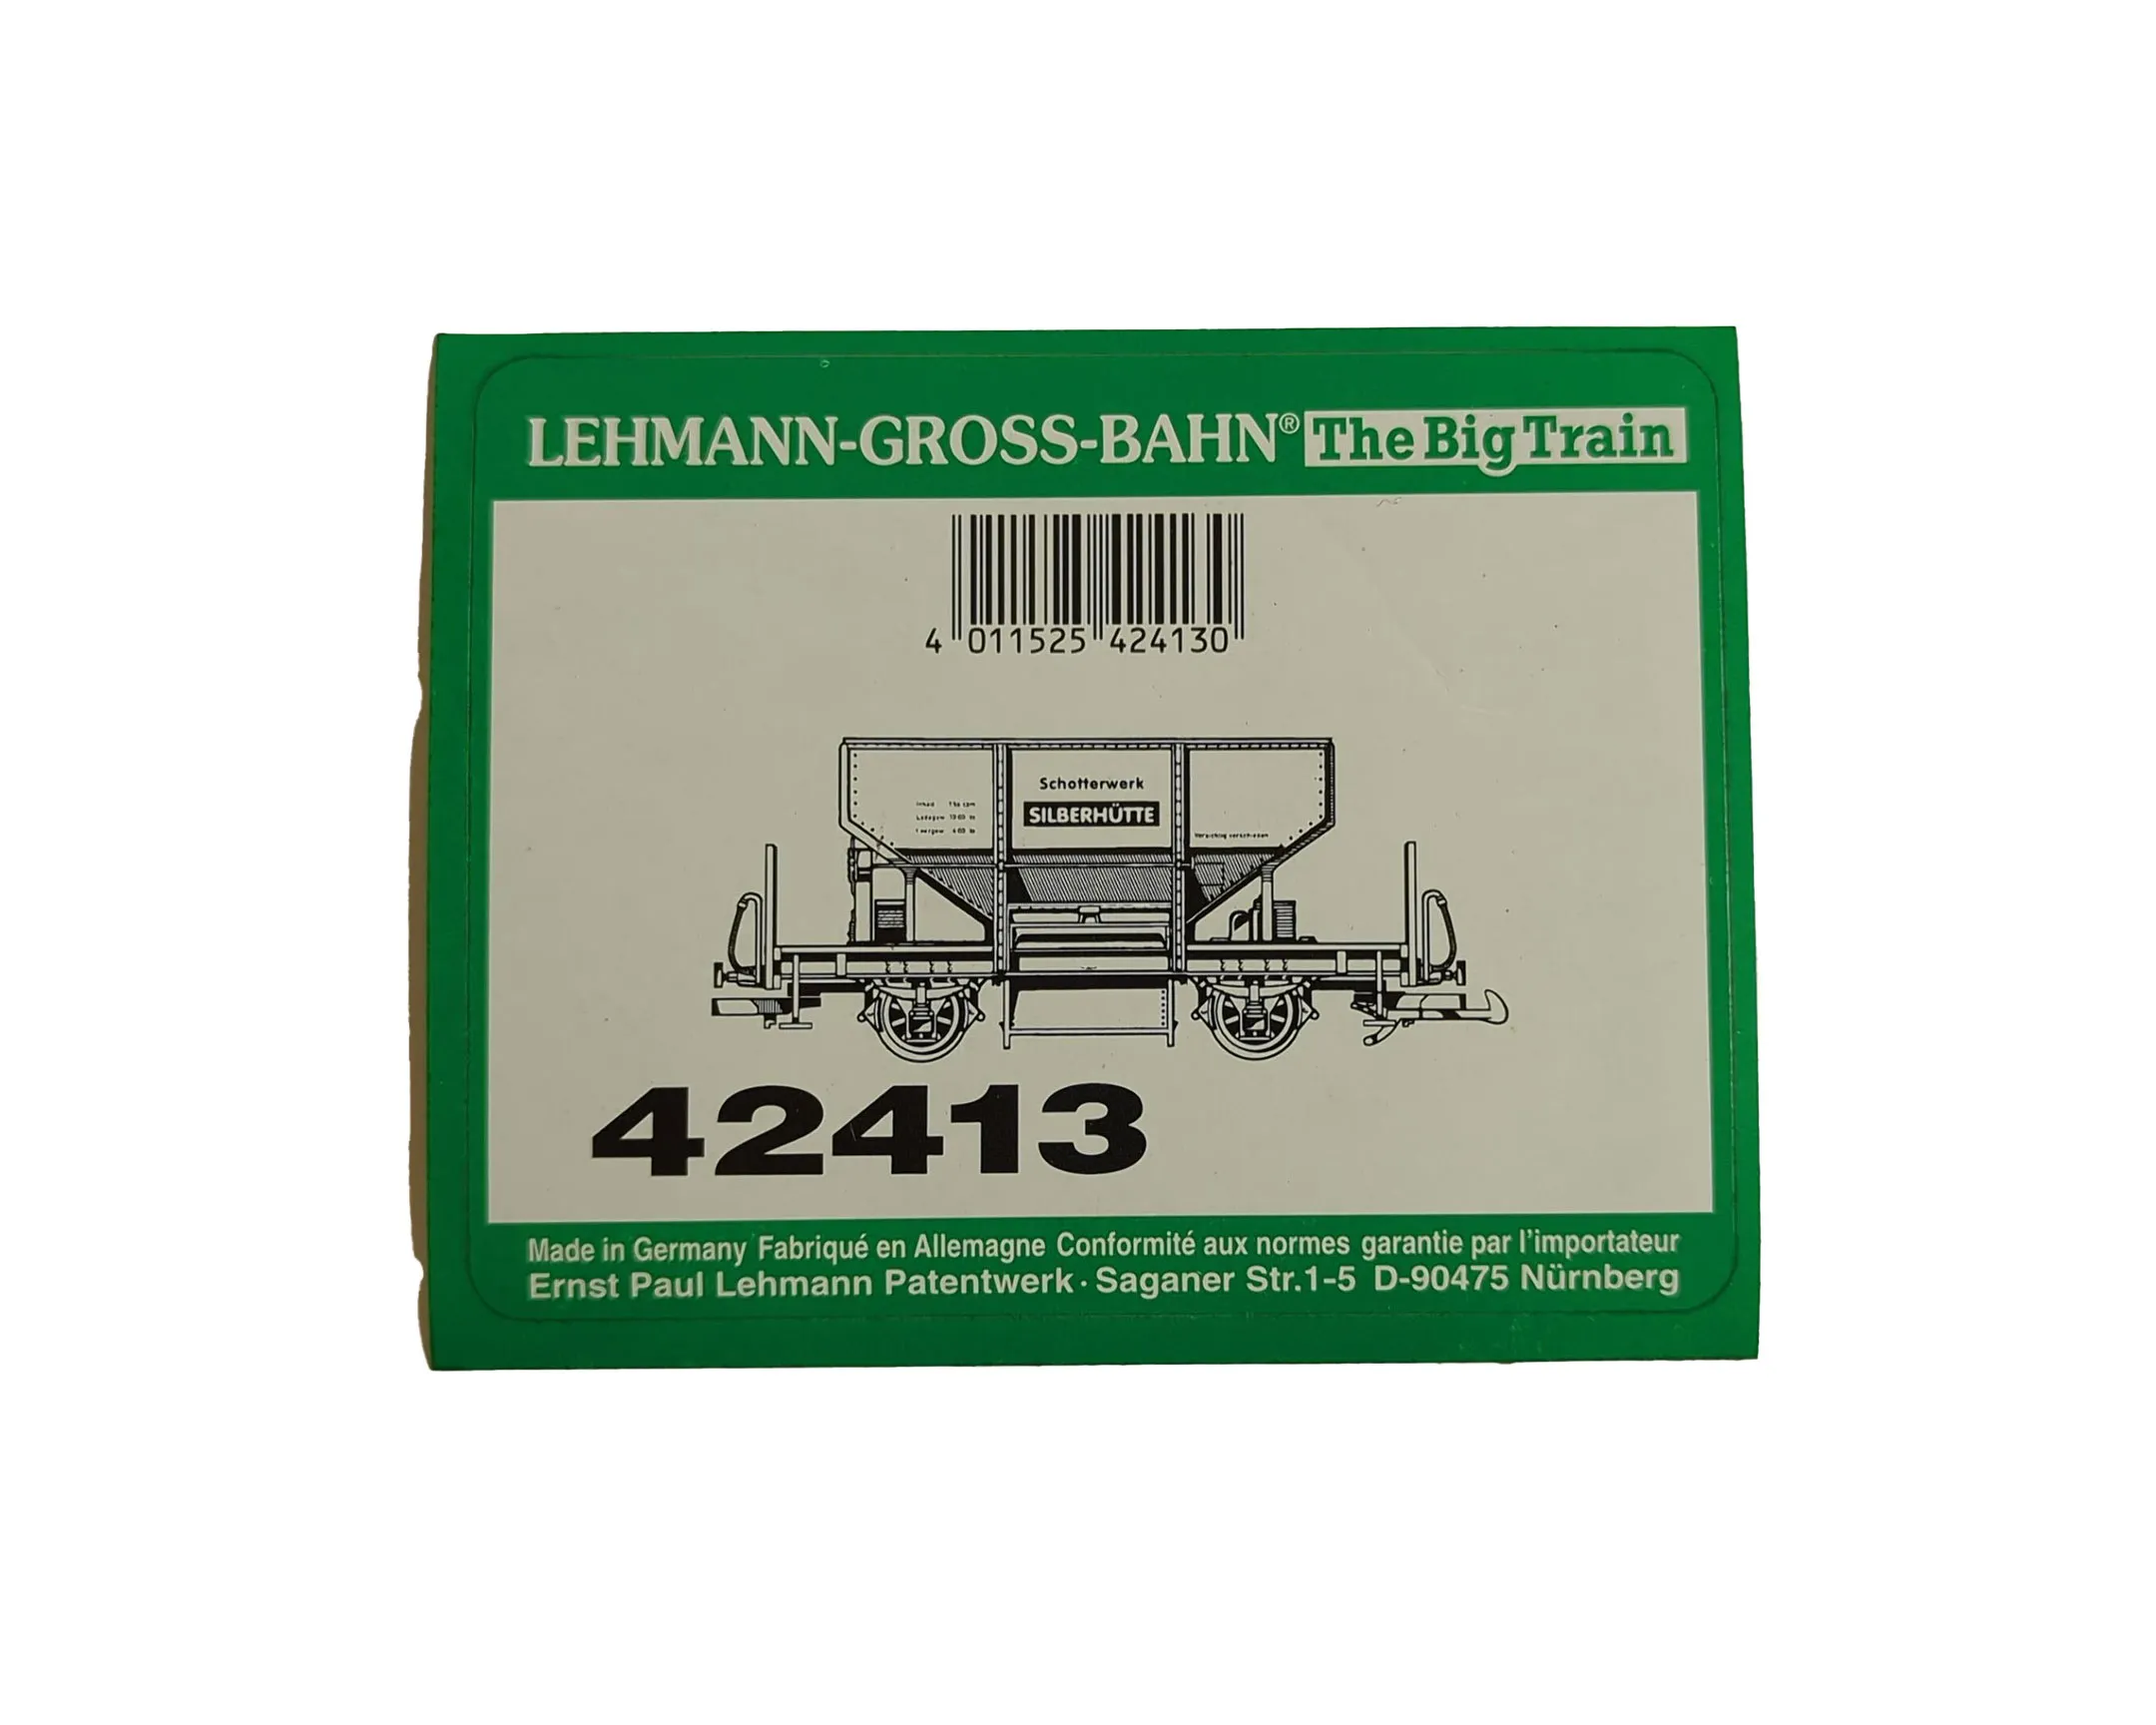 LEHMANN-GROSS-BAHN® The Big Train
4 011525 424130
Schotterwerk
SILBERHÜTTE
42413
Made in Germany Fabriqué en Allemagne Conformité aux normes garantie par l'importateur
Ernst Paul Lehmann Patentwerk · Saganer Str.1-5 D-90475 Nürnberg